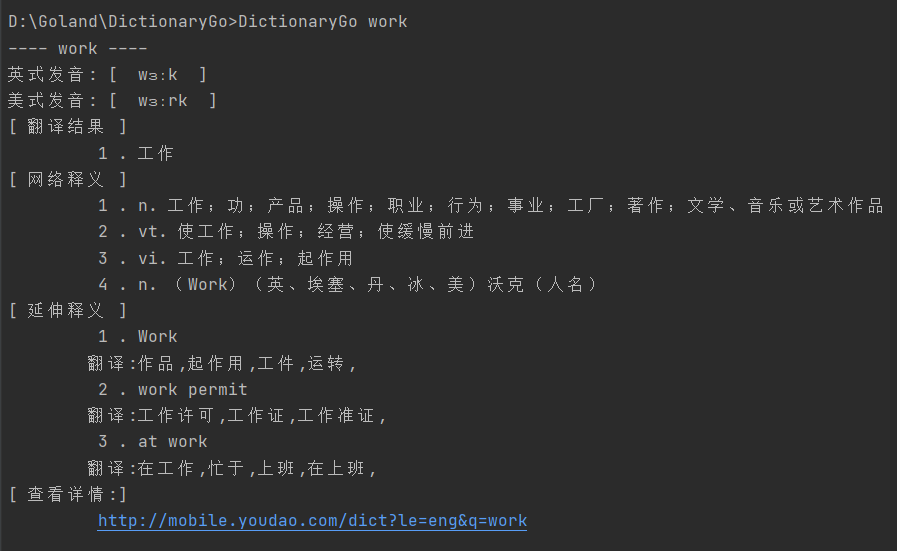 D:\Goland\DictionaryGo>DictionaryGo work
---- work ----
英式发音: [  wɜːk  ]
美式发音: [  wɜːrk  ]
[ 翻译结果 ]
1 . 工作
[ 网络释义 ]
1 . n. 工作；功；产品；操作；职业；行为；事业；工厂；著作；文学、音乐或艺术作品
2 . vt. 使工作；操作；经营；使缓慢前进
3 . vi. 工作；运作；起作用
4 . n. （Work）（英、埃塞、丹、冰、美）沃克（人名）
[ 延伸释义 ]
1 . Work
翻译:作品,起作用,工件,运转,
2 . work permit
翻译:工作许可,工作证,工作准证,
3 . at work
翻译:在工作,忙于,上班,在上班,
[ 查看详情:]
http://mobile.youdao.com/dict?le=eng&q=work